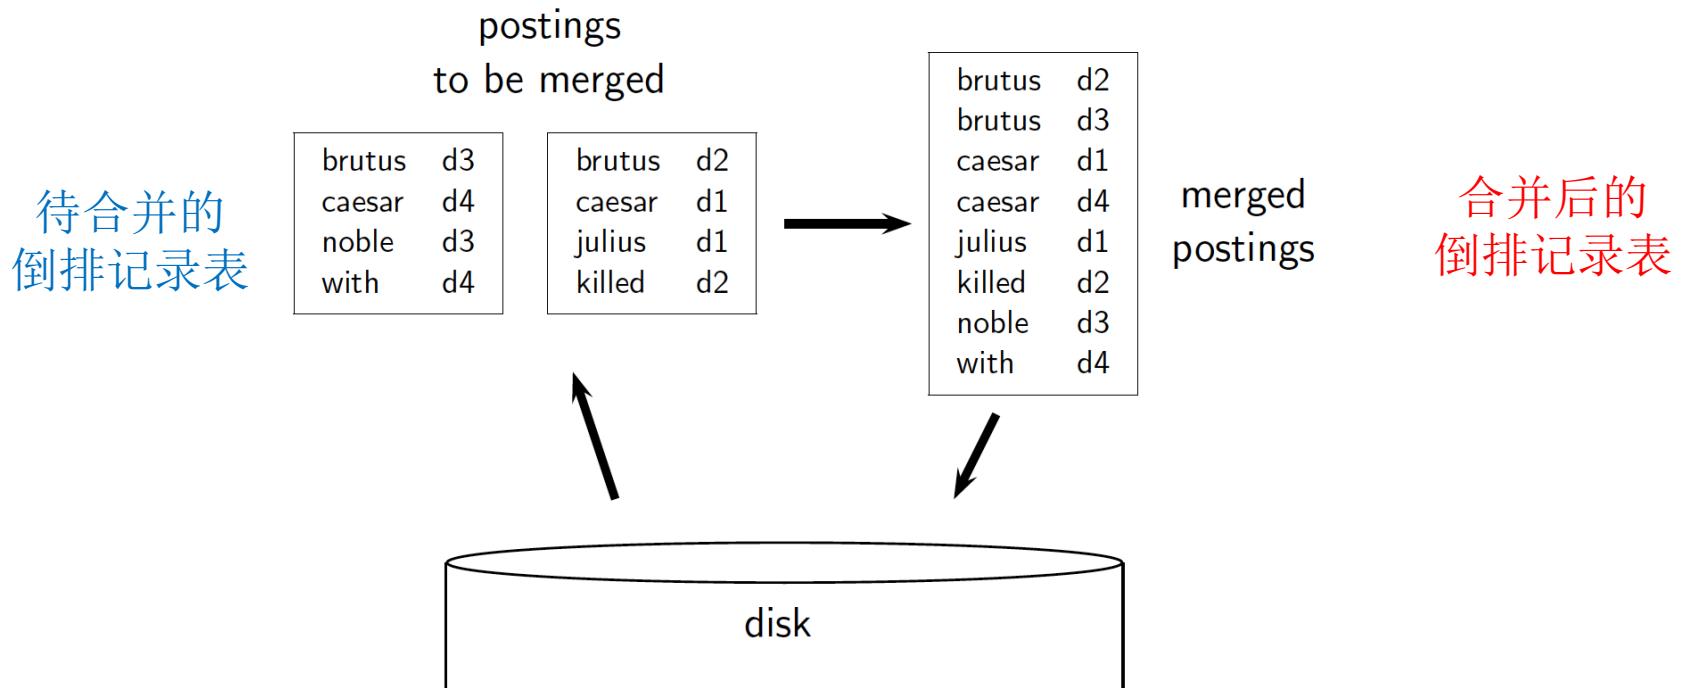 postings
to be merged
待合并的
倒排记录表
brutus d3
caesar d4
noble d3
with d4
brutus d2
caesar d1
julius d1
killed d2
brutus d2
brutus d3
caesar d1
caesar d4
julius d1
killed d2
noble d3
with d4
merged
postings
合并后的
倒排记录表
disk